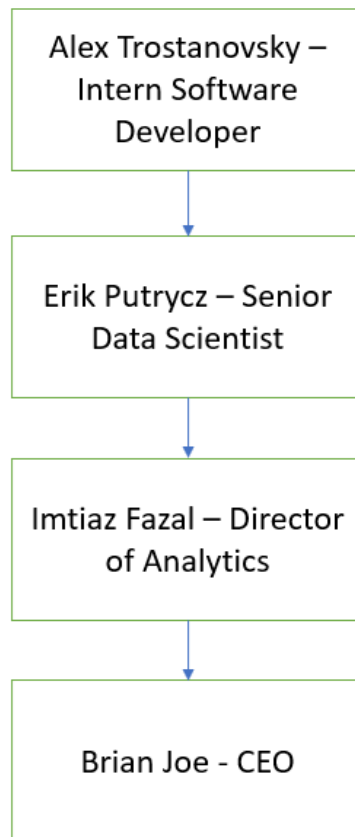 Alex Trostanovsky –
Intern Software
Developer
Erik Putrycz – Senior
Data Scientist
Imtiaz Fazal – Director
of Analytics
Brian Joe - CEO